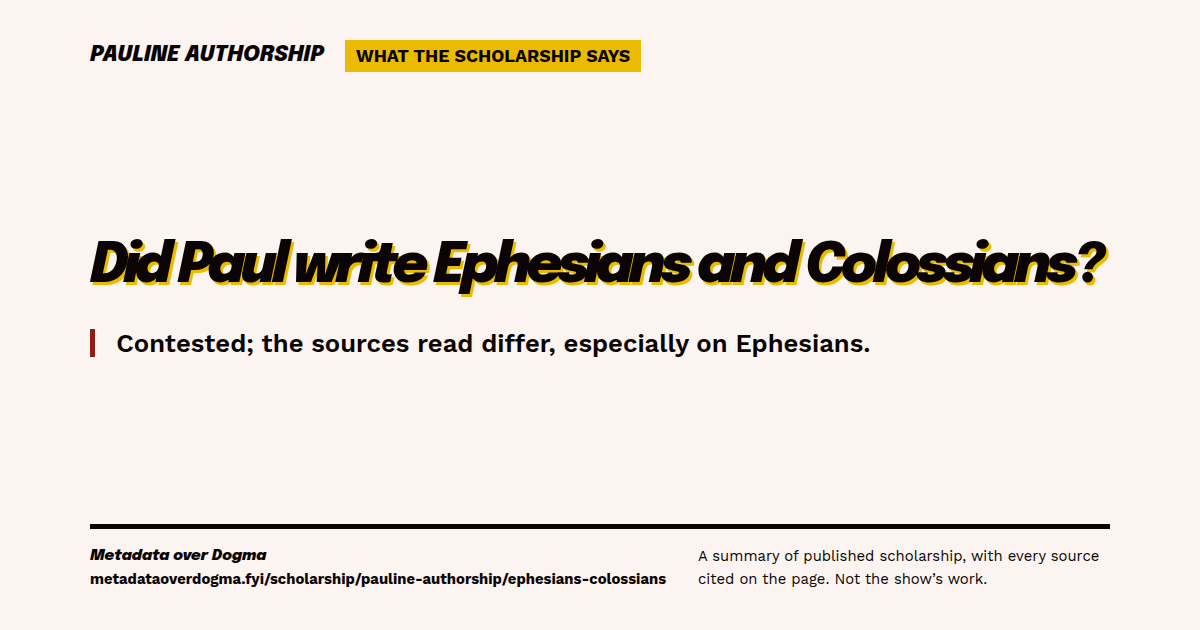 PAULINE AUTHORSHIP
WHAT THE SCHOLARSHIP SAYS
Did Paul write Ephesians and Colossians?
Contested; the sources read differ, especially on Ephesians.
Metadata over Dogma
metadataoverdogma.fyi/scholarship/pauline-authorship/ephesians-colossians
A summary of published scholarship, with every source
cited on the page. Not the show’s work.